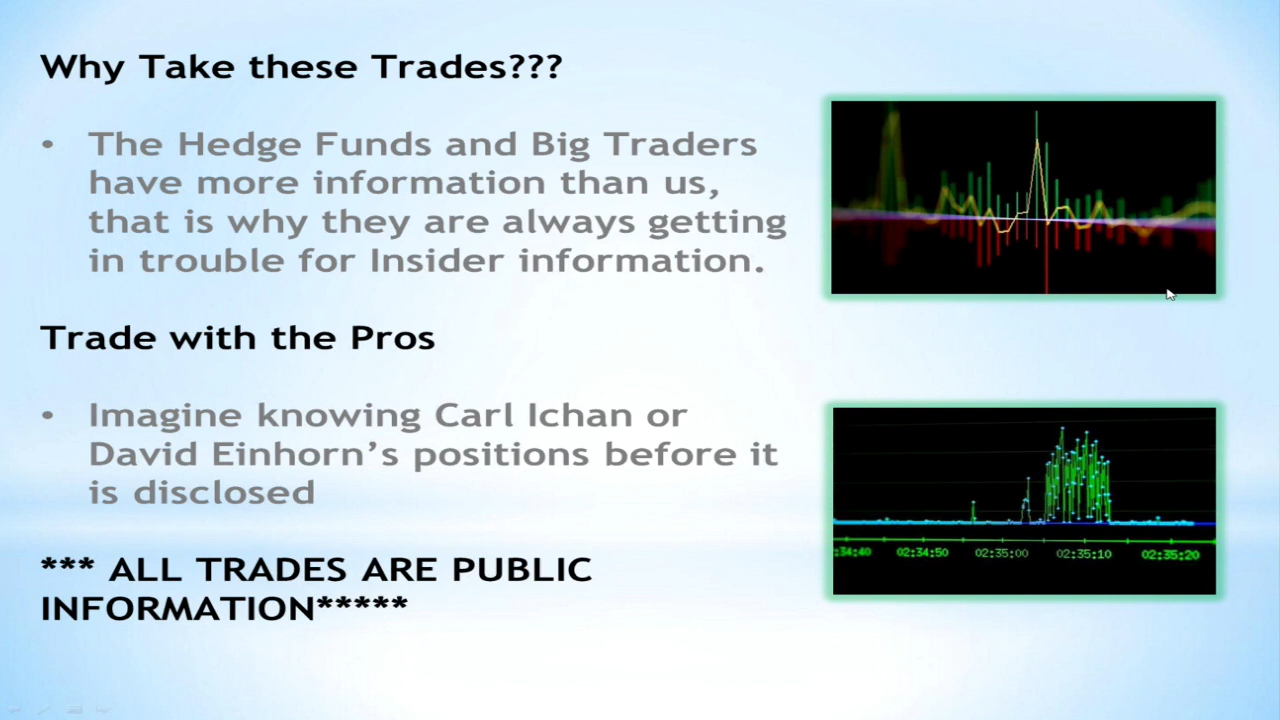 Why Take these Trades???
• The Hedge Funds and Big Traders
have more information than us,
that is why they are always getting
in trouble for Insider information.
Trade with the Pros
• Imagine knowing Carl Ichan or
David Einhorn’s positions before it
is disclosed
*** ALL TRADES ARE PUBLIC
INFORMATION*****
:34:40 02:34:50 02:35:00 02:35:10 02:35:20